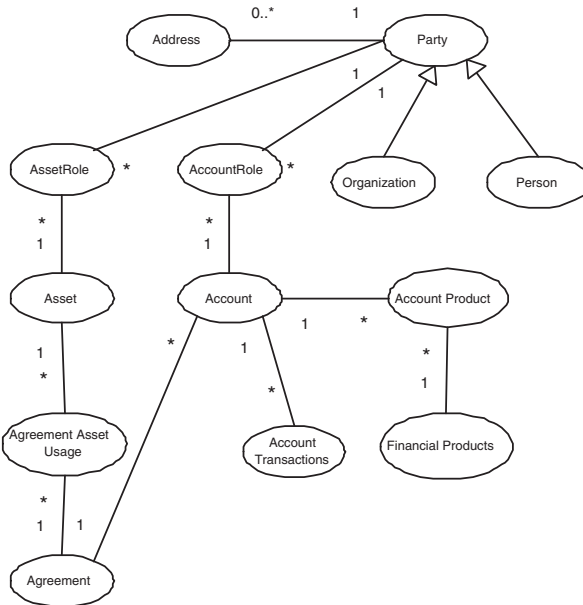 0..*
1
Address
Party
1
1
AssetRole
*
AccountRole
*
Organization
Person
*
1
*
1
Asset
Account
Account Product
1
*
*
1
*
1
*
*
1
*
Agreement Asset
Usage
Account
Transactions
Financial Products
*
1
1
Agreement